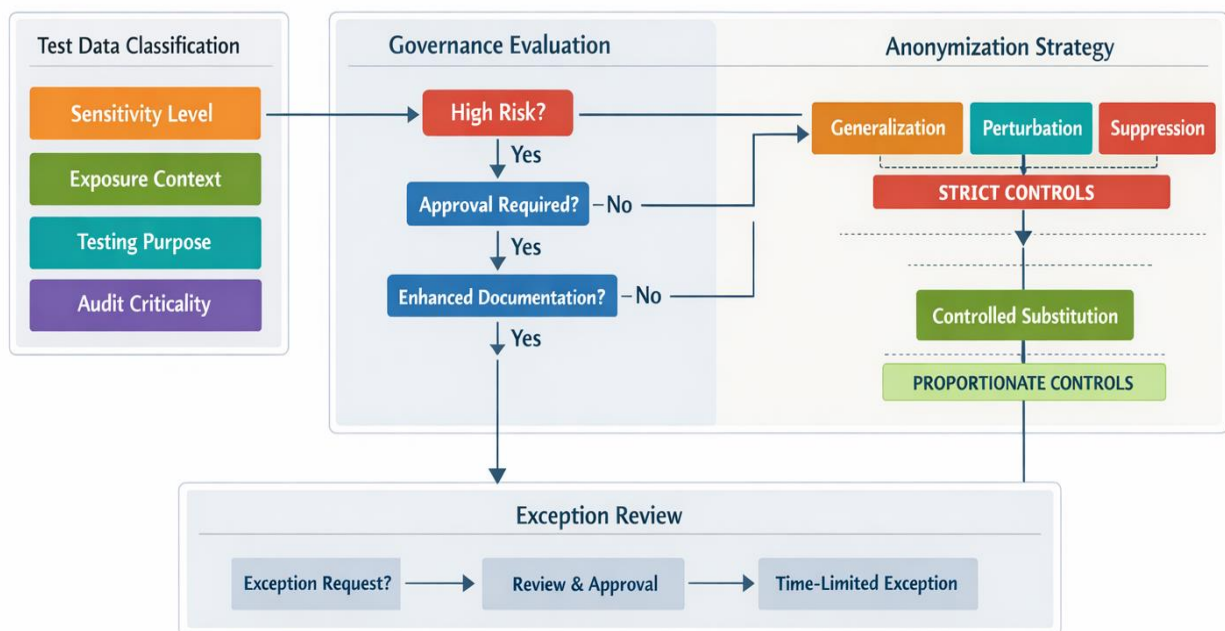 Test Data Classification
Sensitivity Level
Exposure Context
Testing Purpose
Audit Criticality
Governance Evaluation
High Risk?
Yes
Approval Required?
No
Yes
Enhanced Documentation?
No
Yes
Anonymization Strategy
Generalization
Perturbation
Suppression
STRICT CONTROLS
Controlled Substitution
PROPORTIONATE CONTROLS
Exception Review
Exception Request?
Review & Approval
Time-Limited Exception